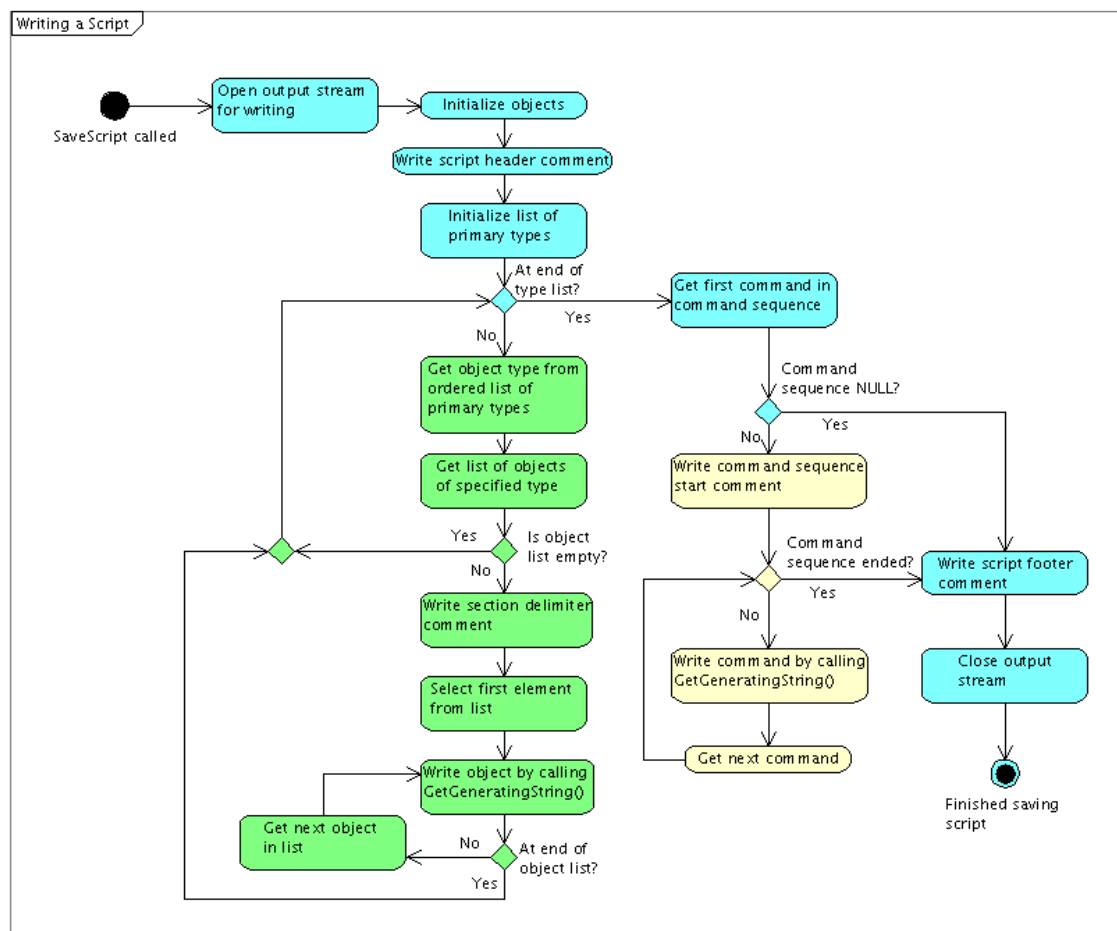 Writing a Script
Open output stream
for writing
Initialize objects
SaveScript called
Write script header comment
Initialize list of
primary types
At end of
type list?
Get first command in
command sequence
Yes
No
Get object type from
ordered list of
primary types
Command
sequence NULL?
Yes
No
Get list of objects
of specified type
Write command sequence
start comment
Yes
Is object
list empty?
No
Command
sequence ended?
Yes
No
Write script footer
comment
Write section delimiter
comment
Write command by calling
GetGeneratingString()
Close output
stream
Select first element
from list
Get next command
Write object by calling
GetGeneratingString()
Finished saving
script
Get next object
in list
No
At end of
object list?
Yes